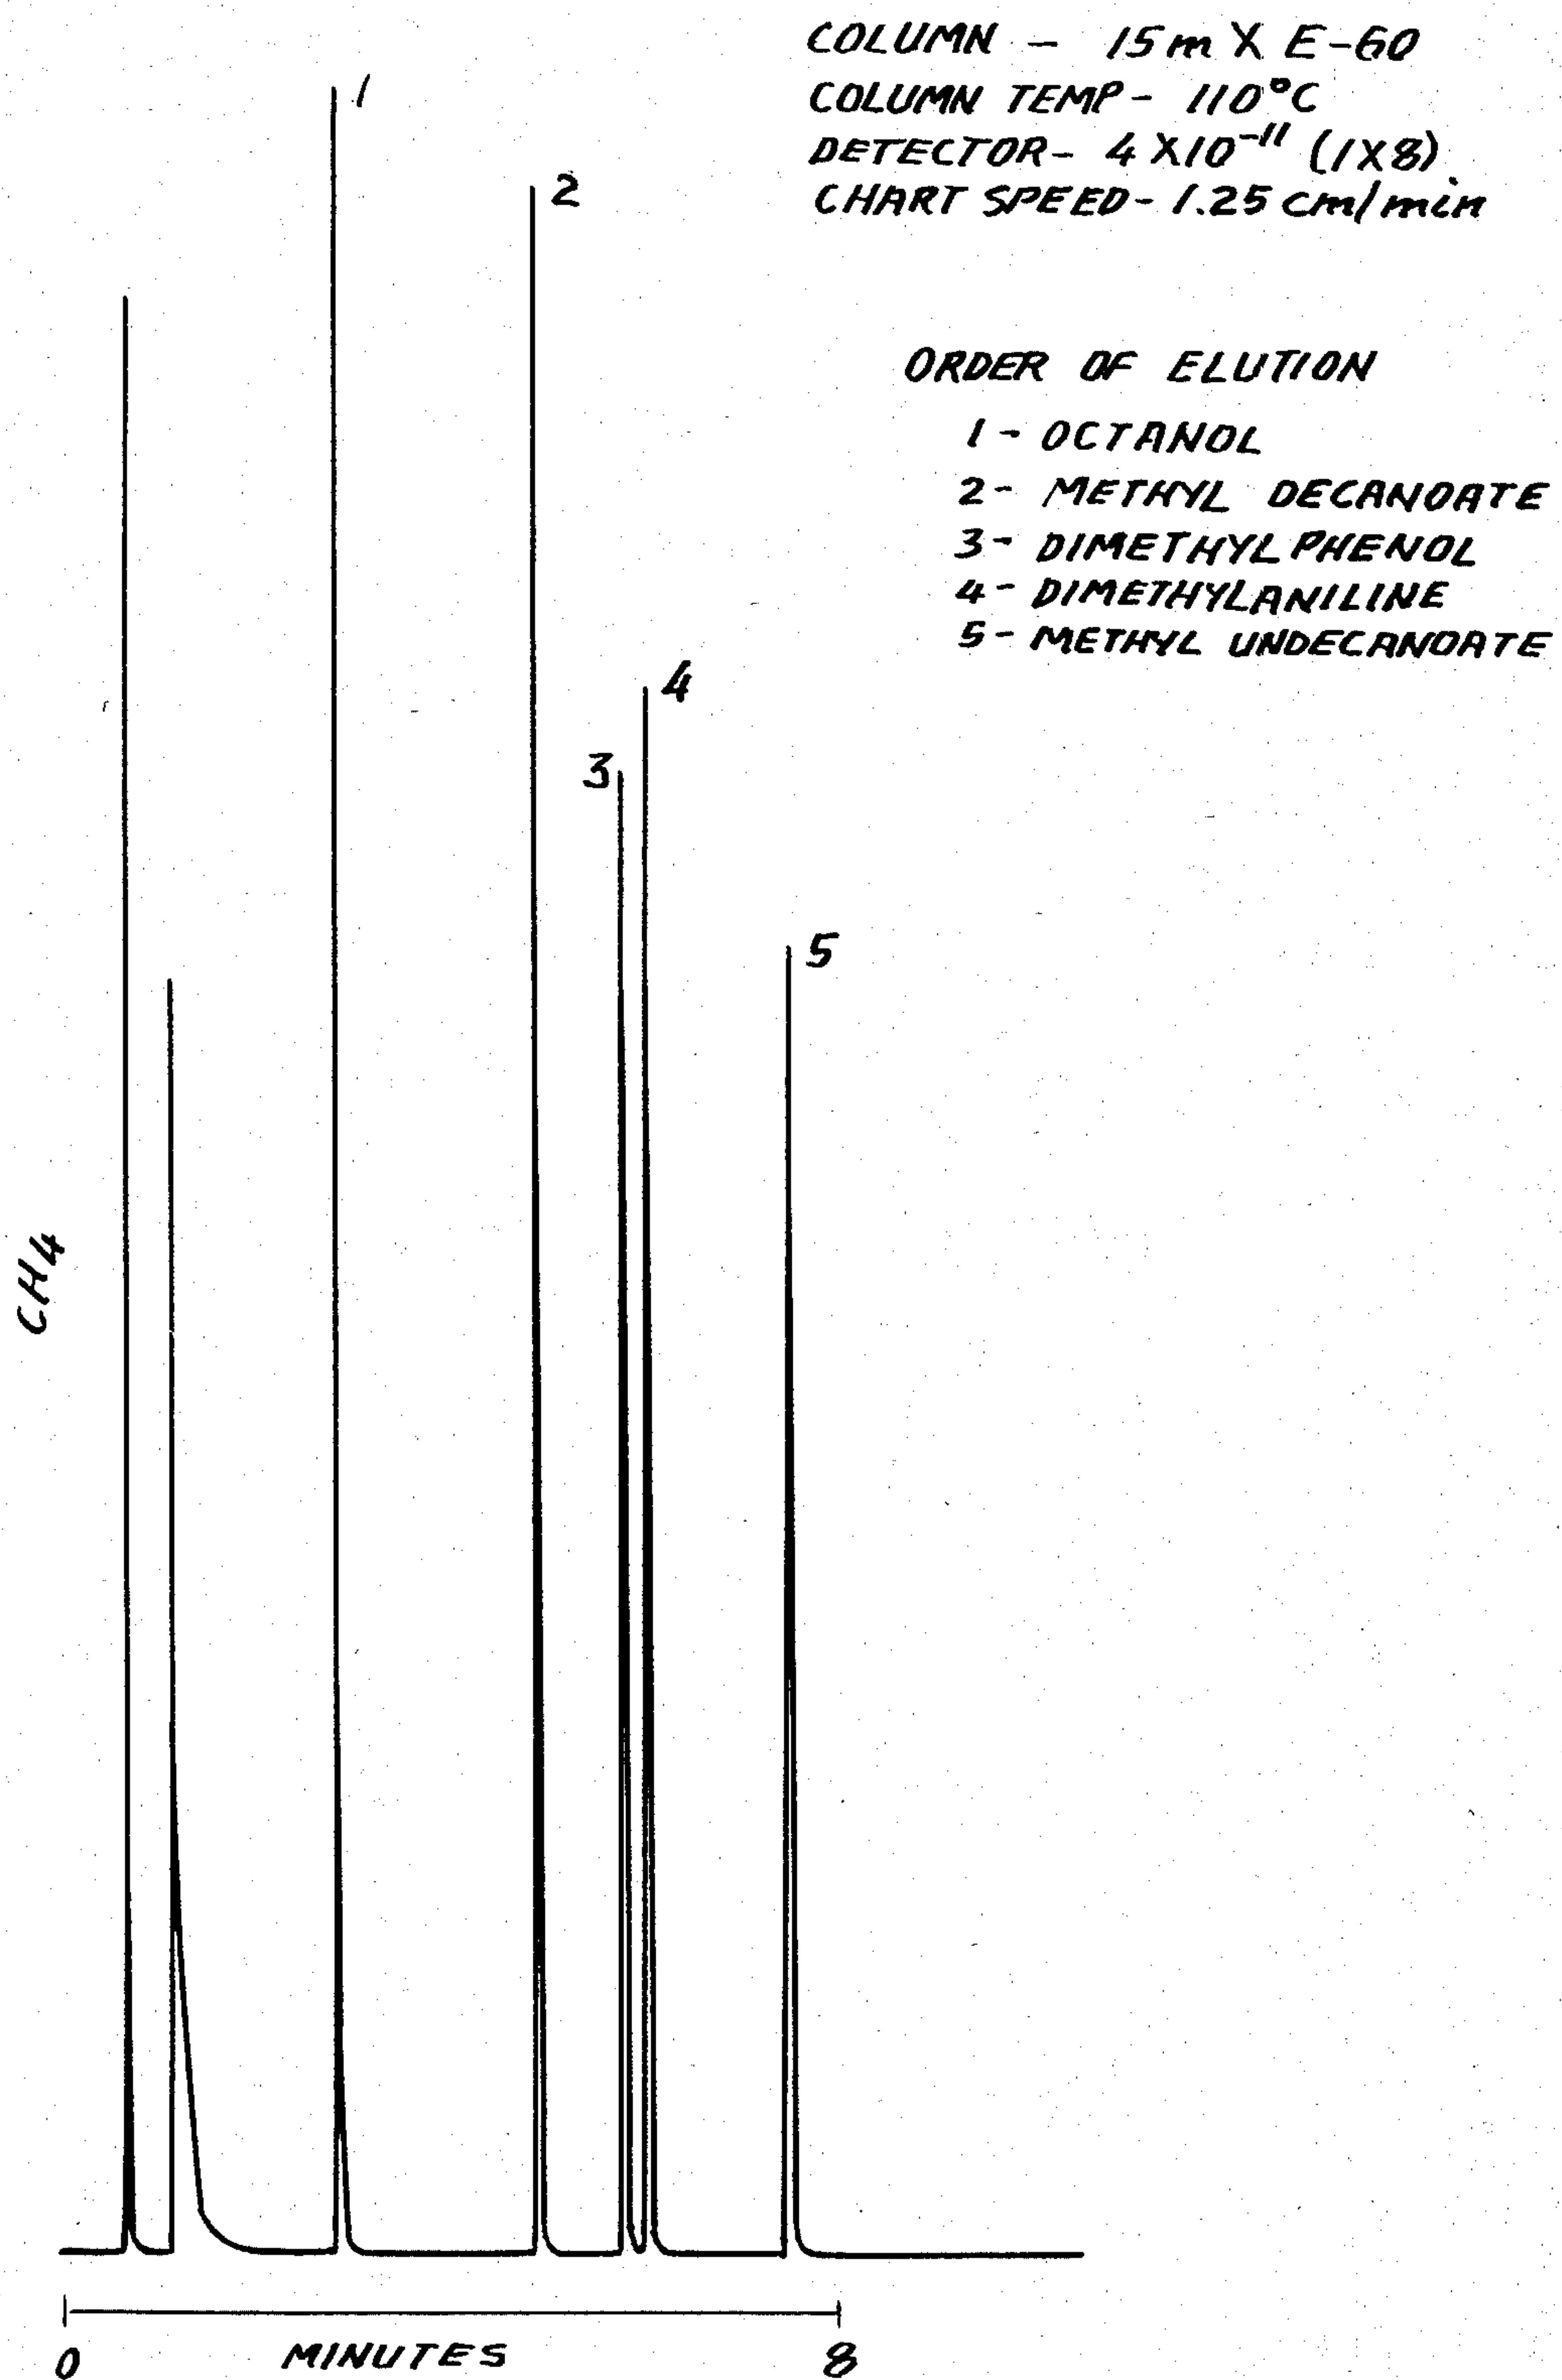 COLUMN - 15m X E-60
COLUMN TEMP- 110°C
DETECTOR- 4 X10⁻¹¹ (1X8)
CHART SPEED- 1.25 cm/min
1
2
ORDER OF ELUTION
1- OCTANOL
2- METHYL DECANOATE
3- DIMETHYLPHENOL
4- DIMETHYLANILINE
5- METHYL UNDECANOATE
4
3
5
CH4
0 MINUTES 8